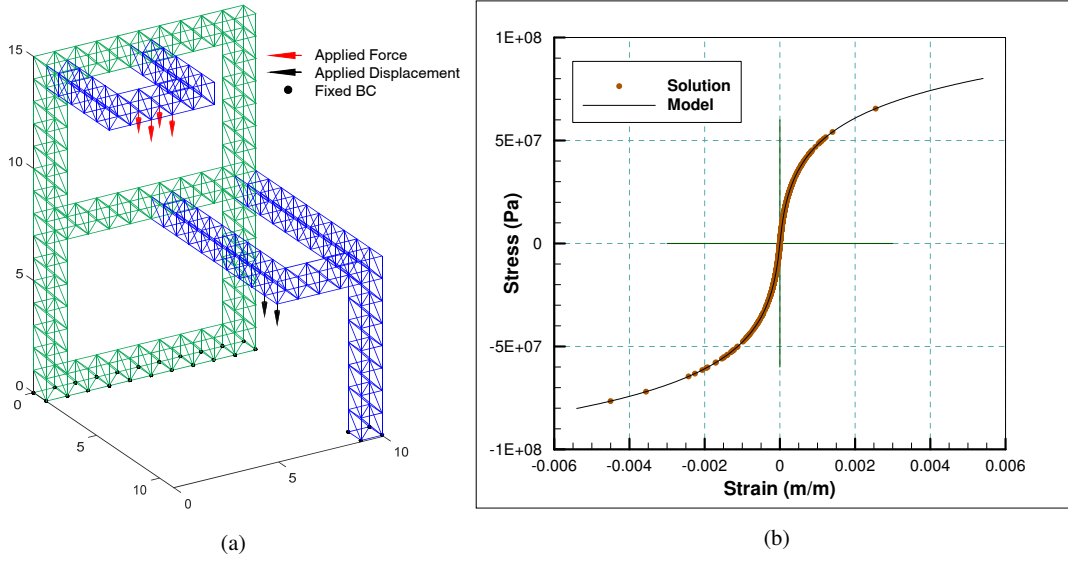 15
10
5
0
0
5
10
0
5
10
Applied Force
Applied Displacement
Fixed BC
(a)
1E+08
5E+07
0
-5E+07
-1E+08
Stress (Pa)
Solution
Model
-0.006
-0.004
-0.002
0
0.002
0.004
0.006
Strain (m/m)
(b)